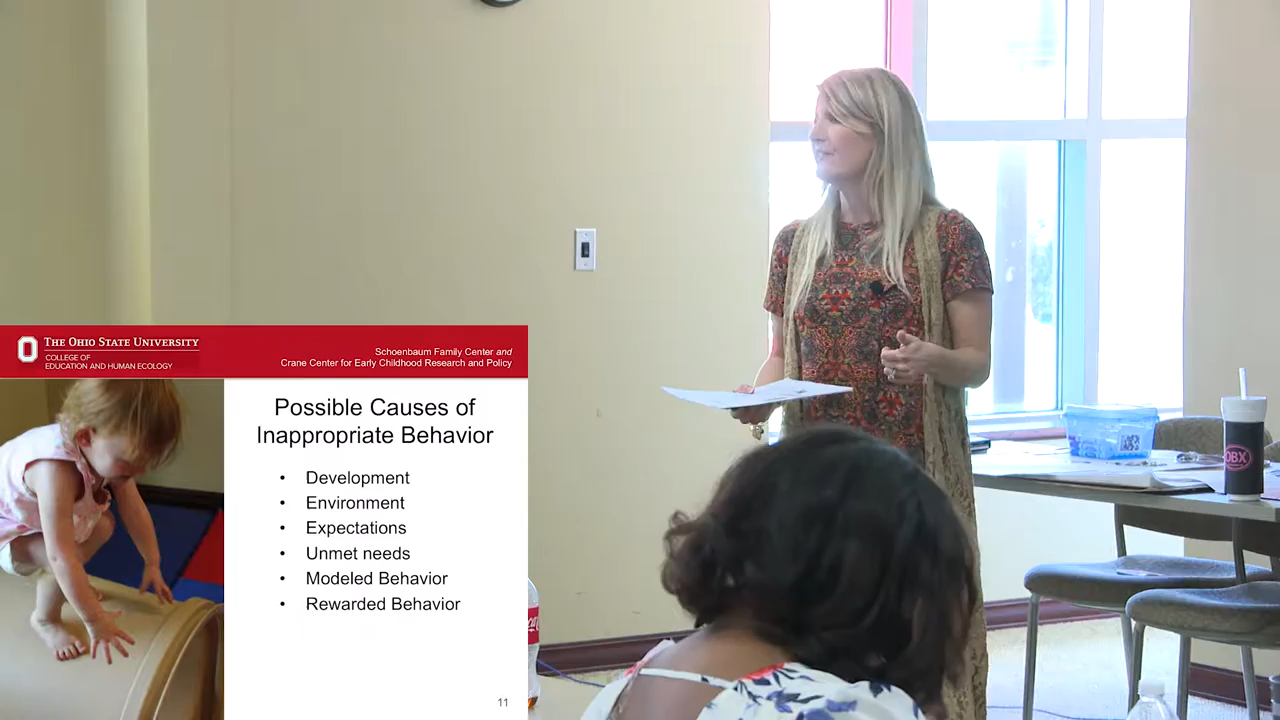 THE OHIO STATE UNIVERSITY
COLLEGE OF
EDUCATION AND HUMAN ECOLOGY
Schoenbaum Family Center and
Crane Center for Early Childhood Research and Policy
Possible Causes of
Inappropriate Behavior
• Development
• Environment
• Expectations
• Unmet needs
• Modeled Behavior
• Rewarded Behavior
11
OBX